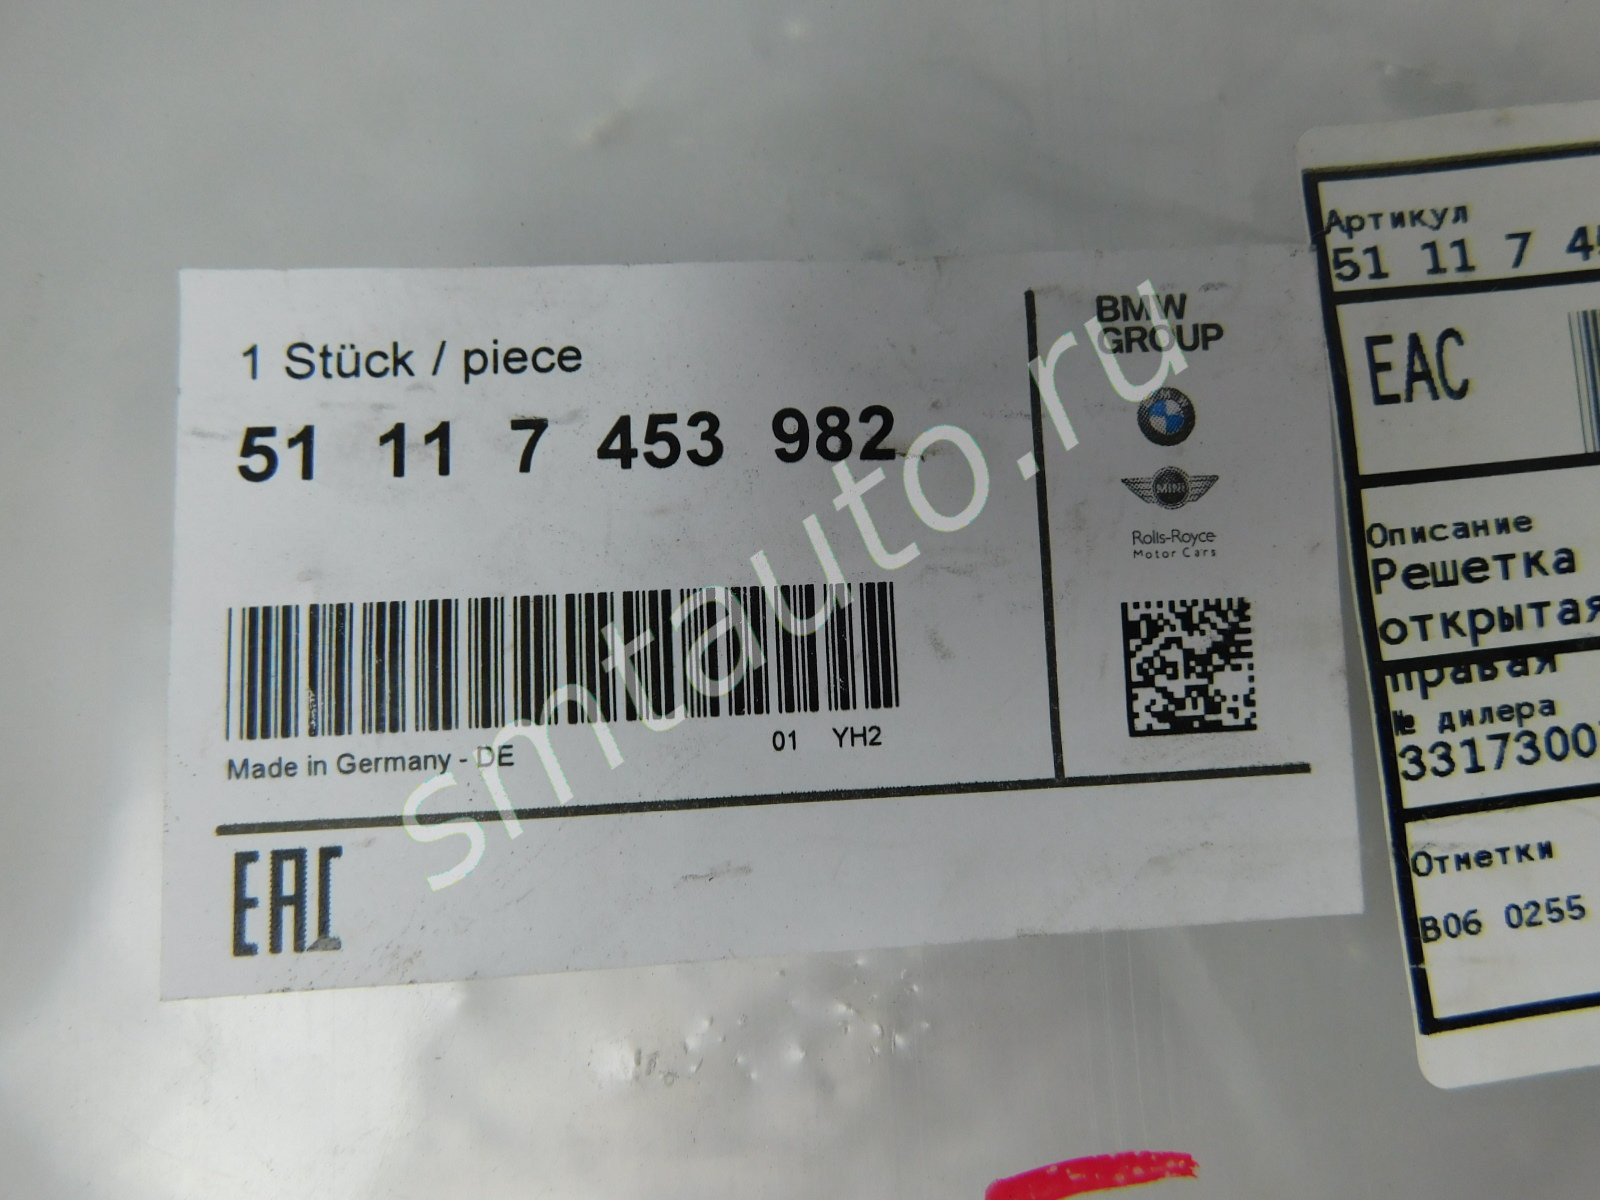 1 Stück / piece
51 11 7 453 982
Made in Germany - DE
01 YH2
EAC
BMW
GROUP
BMW
MINI
Rolls-Royce
Motor Cars
smtauto.ru
Артикул
51 11 7
EAC
Описание
Решетка
открытая
правая
№ дилера
3317300
Отметки
B06 0255